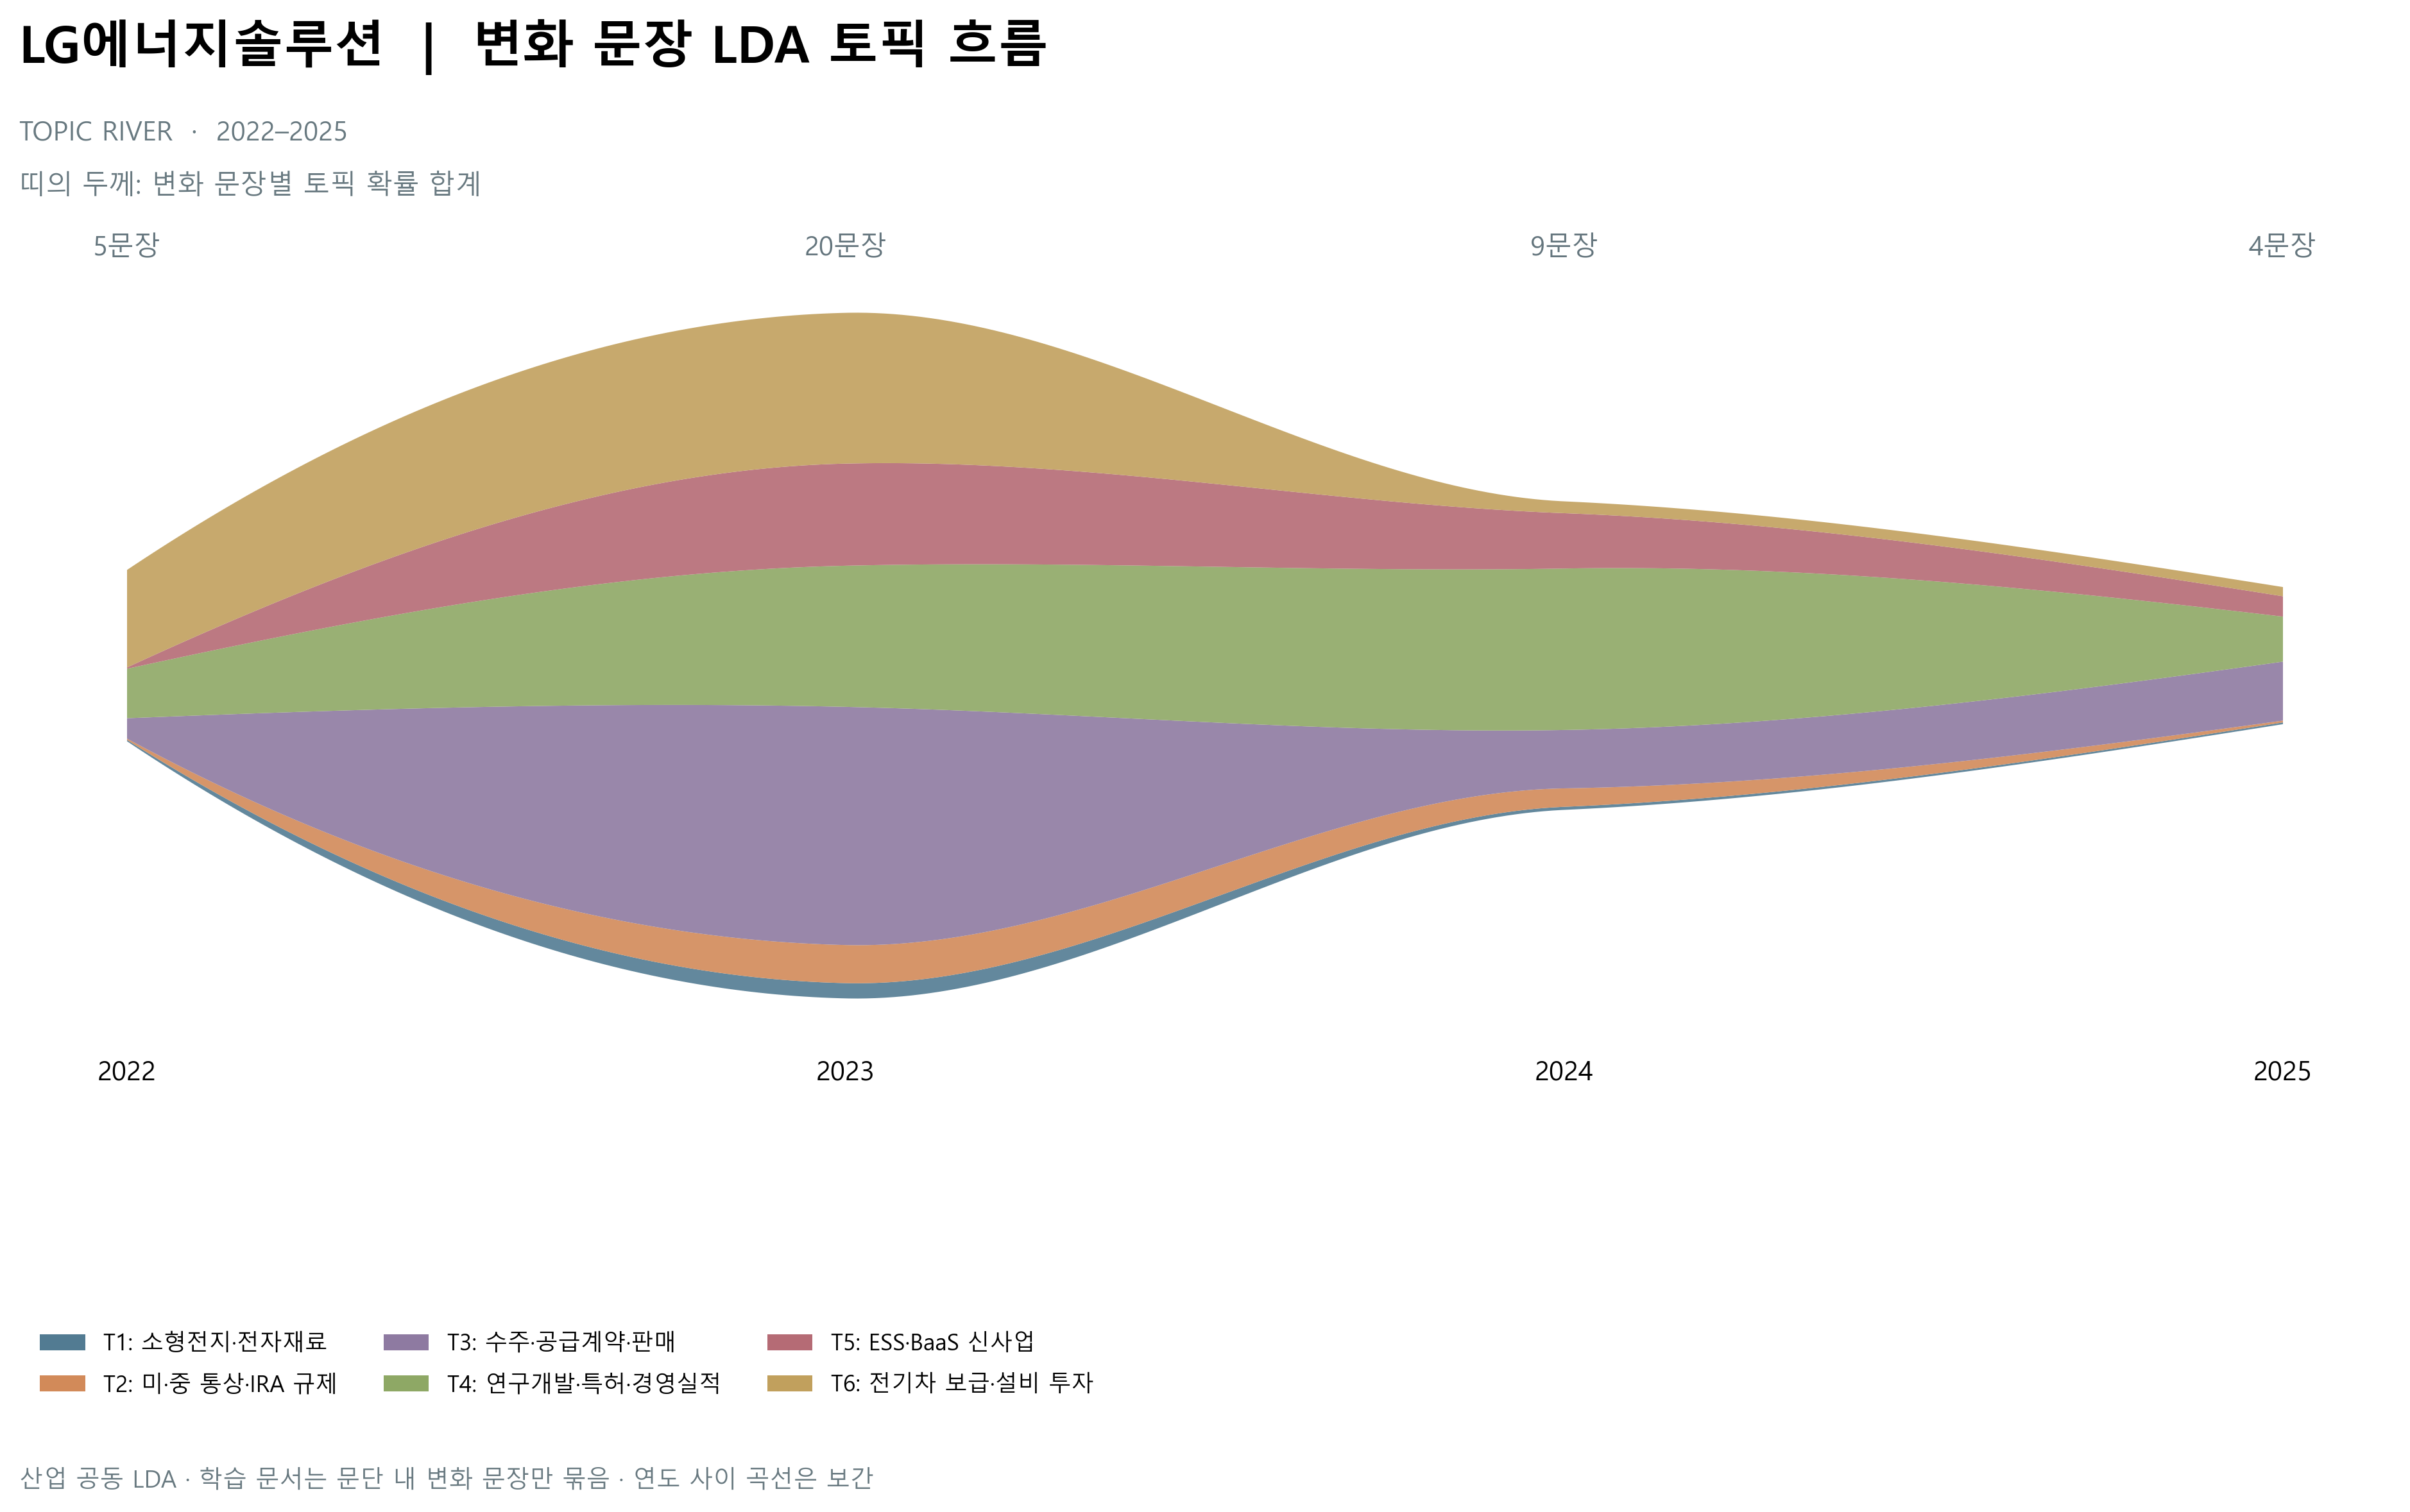 LG에너지솔루션 | 변화 문장 LDA 토픽 흐름
TOPIC RIVER · 2022–2025
띠의 두께: 변화 문장별 토픽 확률 합계
5문장 20문장 9문장 4문장
2022 2023 2024 2025
T1: 소형전지·전자재료 T3: 수주·공급계약·판매 T5: ESS·BaaS 신사업
T2: 미·중 통상·IRA 규제 T4: 연구개발·특허·경영실적 T6: 전기차 보급·설비 투자
산업 공동 LDA · 학습 문서는 문단 내 변화 문장만 묶음 · 연도 사이 곡선은 보간